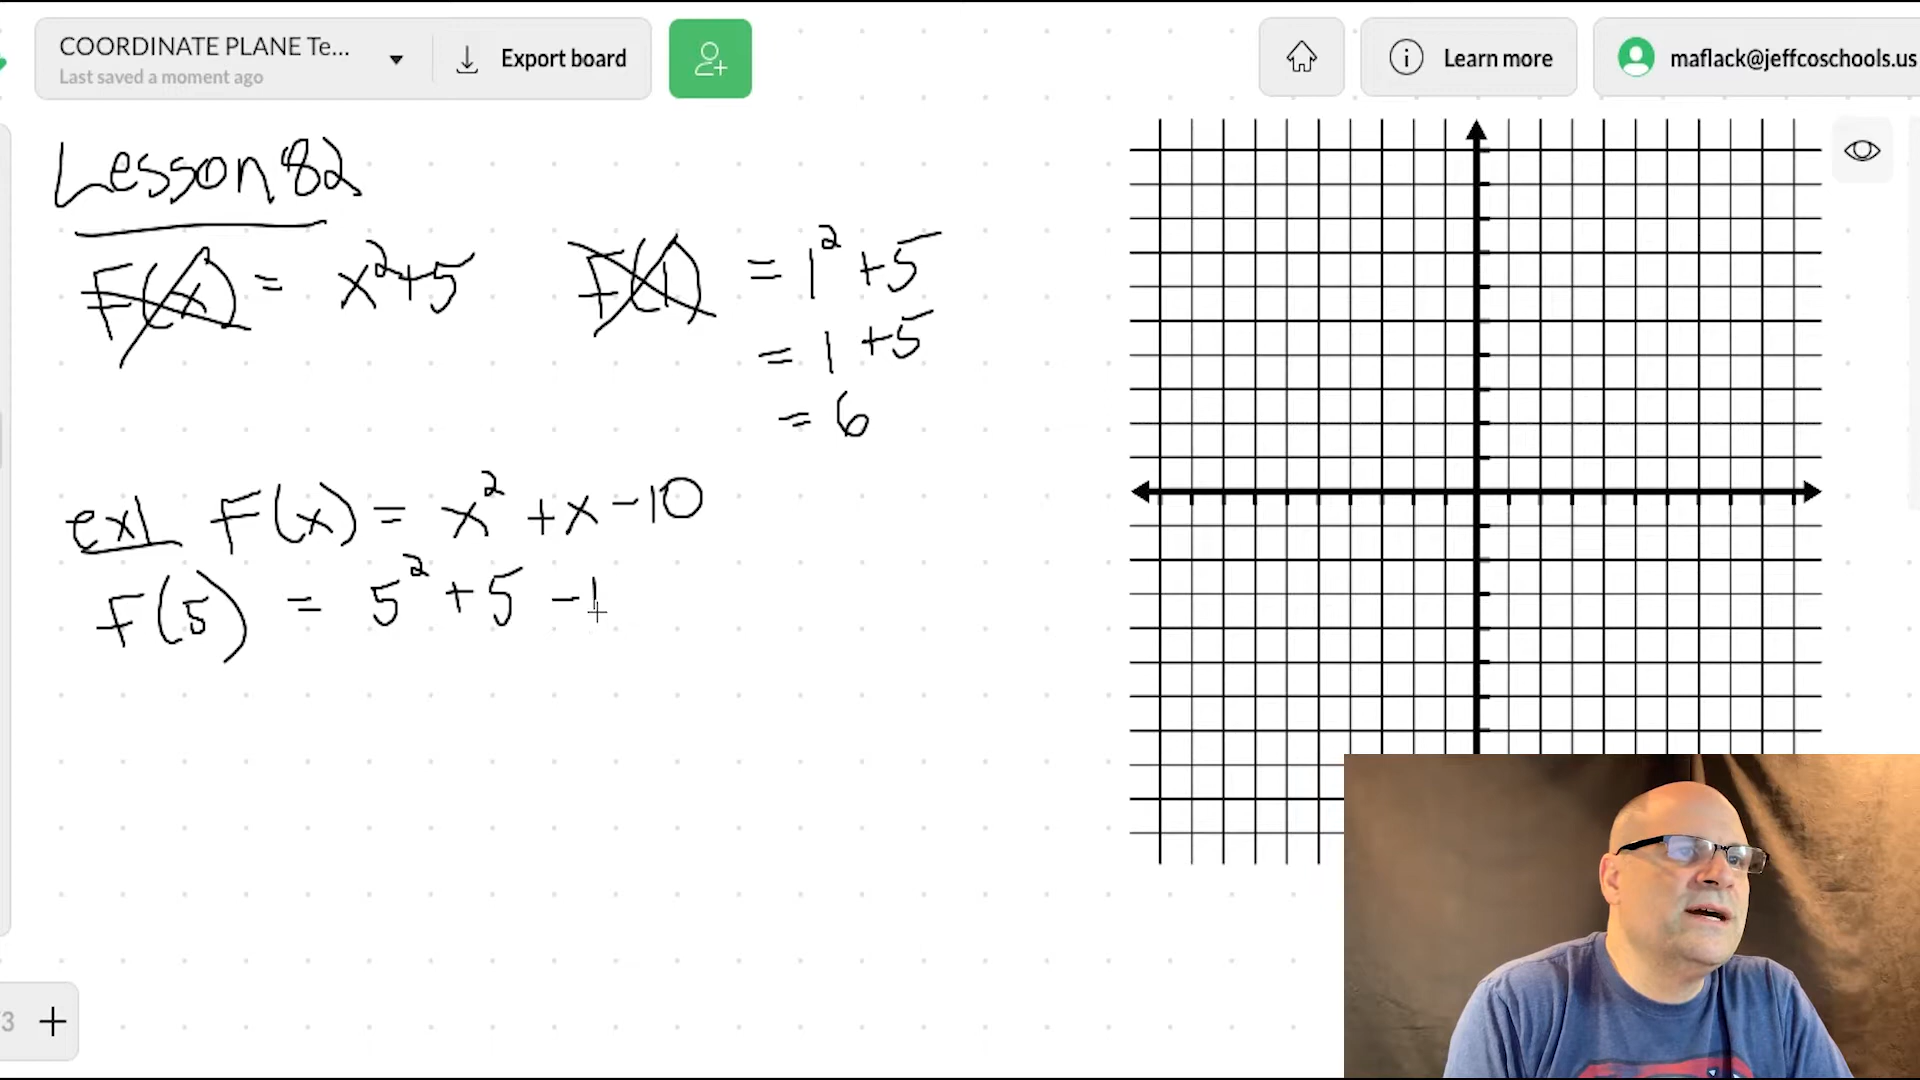 COORDINATE PLANE Te...
Last saved a moment ago
Export board
Learn more
maflack@jeffcoschools.us
Lesson 82
F(x) = x²+5
F(1) = 1²+5
= 1+5
= 6
ex1 F(x) = x²+x-10
F(5) = 5²+5-1
3